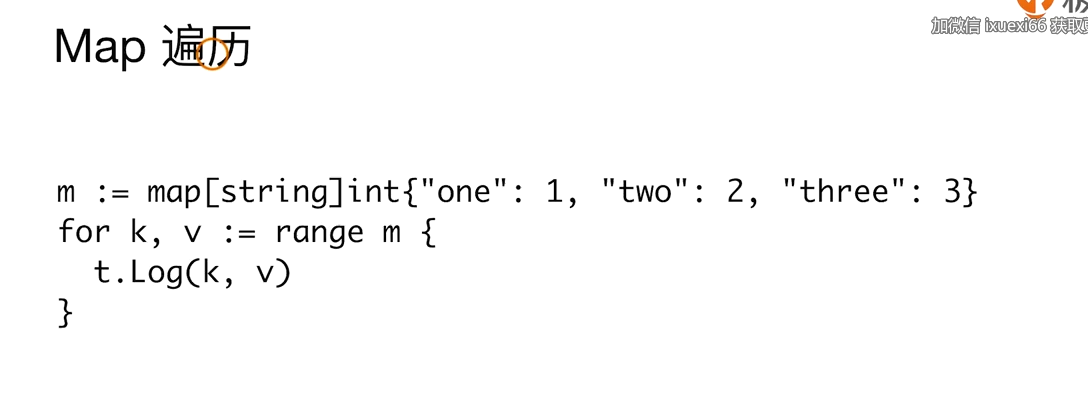 Map 遍历
加微信 ixuexi66 获取
m := map[string]int{"one": 1, "two": 2, "three": 3}
for k, v := range m {
  t.Log(k, v)
}